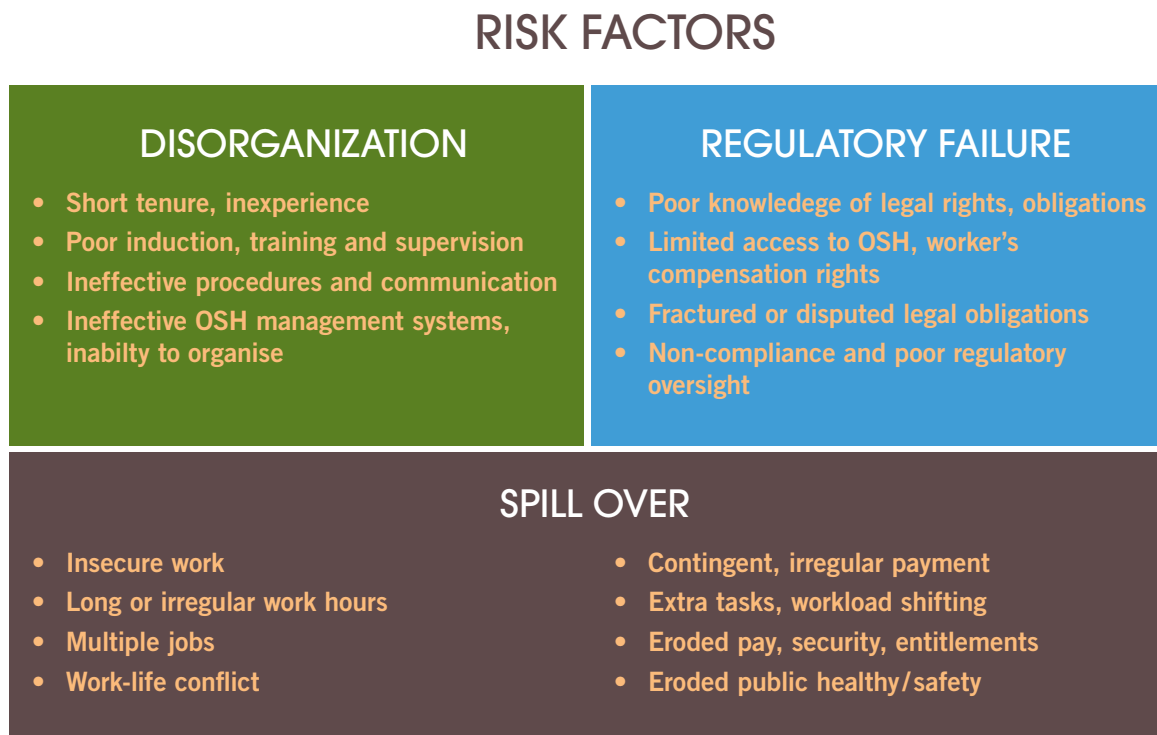 RISK FACTORS
DISORGANIZATION
• Short tenure, inexperience
• Poor induction, training and supervision
• Ineffective procedures and communication
• Ineffective OSH management systems,
inabilty to organise
REGULATORY FAILURE
• Poor knowledege of legal rights, obligations
• Limited access to OSH, worker’s
compensation rights
• Fractured or disputed legal obligations
• Non-compliance and poor regulatory
oversight
SPILL OVER
• Insecure work
• Long or irregular work hours
• Multiple jobs
• Work-life conflict
• Contingent, irregular payment
• Extra tasks, workload shifting
• Eroded pay, security, entitlements
• Eroded public healthy/safety